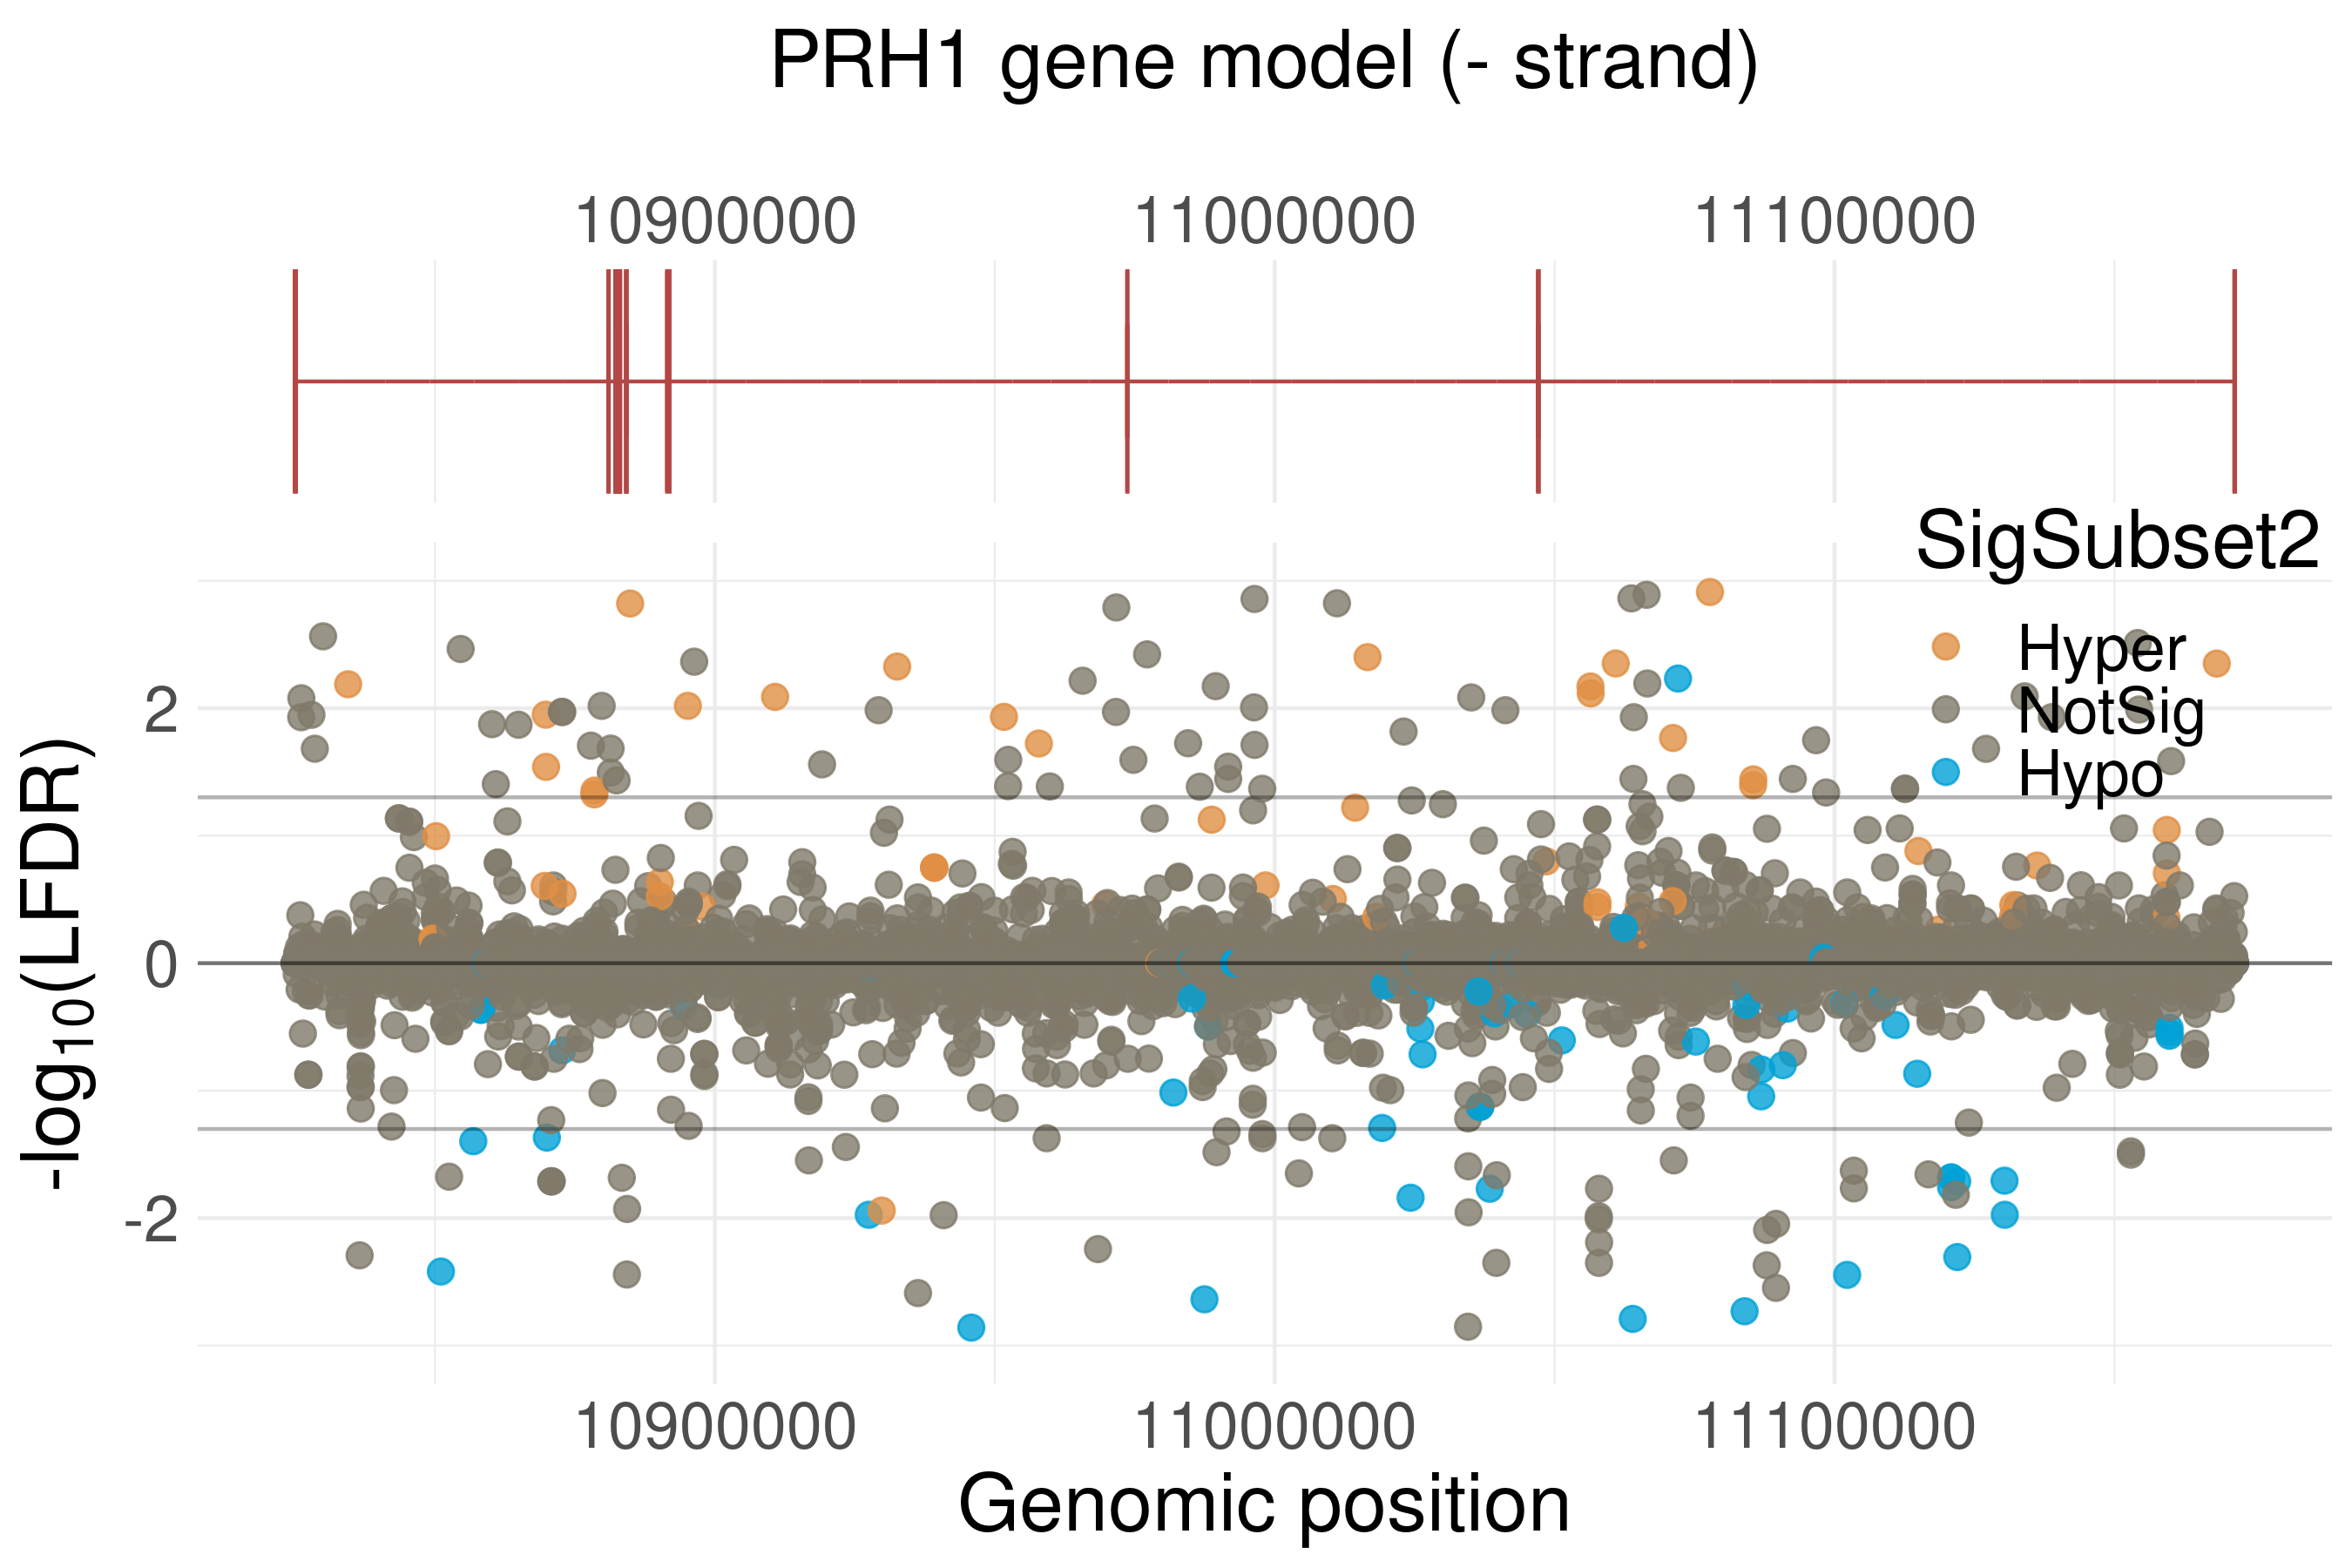 PRH1 gene model (- strand)
10900000 11000000 11100000
SigSubset2
Hyper
NotSig
Hypo
2
0
-2
-log10(LFDR)
10900000 11000000 11100000
Genomic position